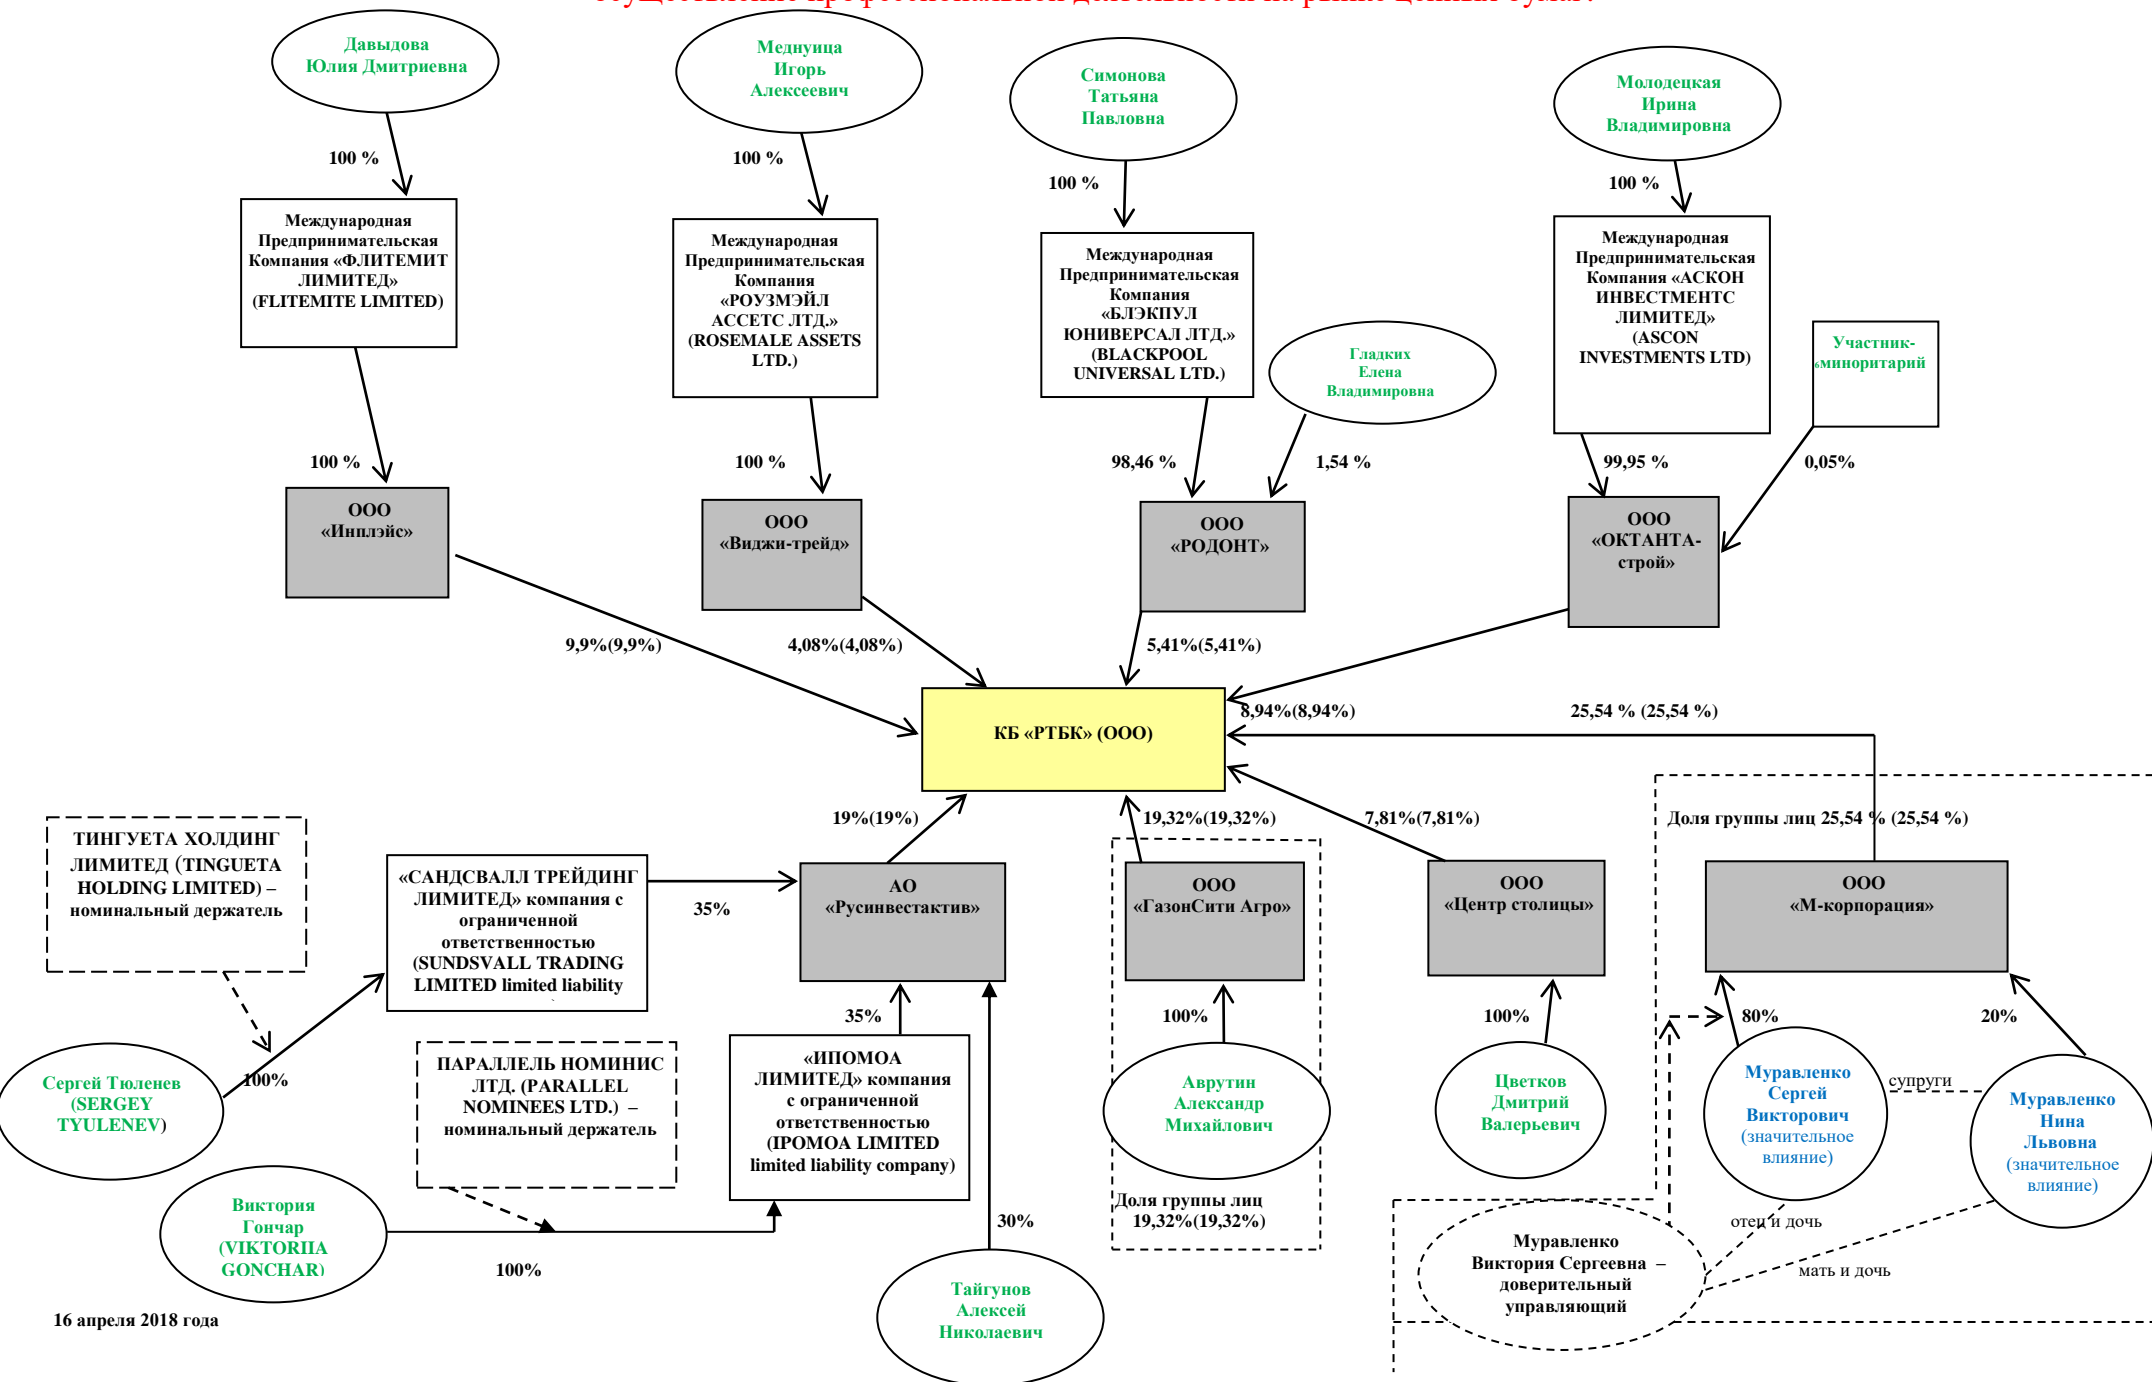 осуществление профессиональной деятельности на рынке ценных бумаг.
Давыдова
Юлия Дмитриевна
Меднуица
Игорь
Алексеевич
Симонова
Татьяна
Павловна
Молодецкая
Ирина
Владимировна
100 %
100 %
100 %
100 %
Международная
Предпринимательская
Компания «ФЛИТЕМИТ
ЛИМИТЕД»
(FLITEMITE LIMITED)
Международная
Предпринимательская
Компания
«РОУЗМЭЙЛ
АССЕТС ЛТД.»
(ROSEMALE ASSETS
LTD.)
Международная
Предпринимательская
Компания
«БЛЭКПУЛ
ЮНИВЕРСАЛ ЛТД.»
(BLACKPOOL
UNIVERSAL LTD.)
Гладких
Елена
Владимировна
Международная
Предпринимательская
Компания «АСКОН
ИНВЕСТМЕНТС
ЛИМИТЕД»
(ASCON
INVESTMENTS LTD)
Участник-
миноритарий
100 %
100 %
98,46 %
1,54 %
99,95 %
0,05%
ООО
«Инплэйс»
ООО
«Виджи-трейд»
ООО
«РОДОНТ»
ООО
«ОКТАНТА-
строй»
9,9%(9,9%)
4,08%(4,08%)
5,41%(5,41%)
8,94%(8,94%)
25,54 % (25,54 %)
КБ «РТБК» (ООО)
19%(19%)
19,32%(19,32%)
7,81%(7,81%)
Доля группы лиц 25,54 % (25,54 %)
ТИНГУЕТА ХОЛДИНГ
ЛИМИТЕД (TINGUETA
HOLDING LIMITED) –
номинальный держатель
«САНДСВАЛЛ ТРЕЙДИНГ
ЛИМИТЕД» компания с
ограниченной
ответственностью
(SUNDSVALL TRADING
LIMITED limited liability
35%
АО
«Русинвестактив»
ООО
«ГазонСити Агро»
ООО
«Центр столицы»
ООО
«М-корпорация»
35%
100%
100%
80%
20%
Сергей Тюленев
(SERGEY
TYULENEV)
100%
ПАРАЛЛЕЛЬ НОМИНИС
ЛТД. (PARALLEL
NOMINEES LTD.) –
номинальный держатель
«ИПОМОА
ЛИМИТЕД» компания
с ограниченной
ответственностью
(IPOMOA LIMITED
limited liability company)
Аврутин
Александр
Михайлович
Цветков
Дмитрий
Валерьевич
Муравленко
Сергей
Викторович
(значительное
влияние)
супруги
Муравленко
Нина
Львовна
(значительное
влияние)
Виктория
Гончар
(VIKTORIIA
GONCHAR)
100%
30%
Доля группы лиц
19,32%(19,32%)
отец и дочь
мать и дочь
Муравленко
Виктория Сергеевна –
доверительный
управляющий
Тайгунов
Алексей
Николаевич
16 апреля 2018 года